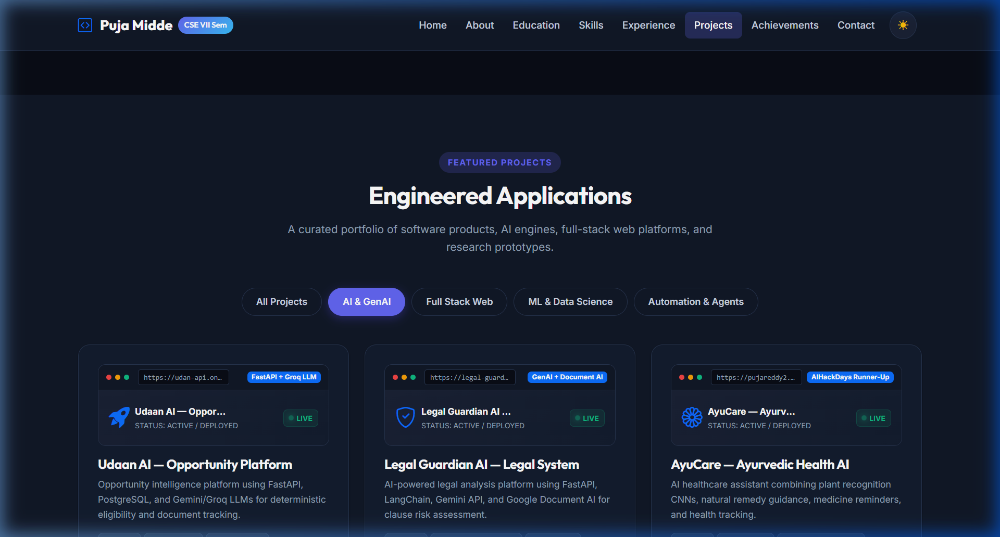 Puja Midde
CSE VII Sem
Home
About
Education
Skills
Experience
Projects
Achievements
Contact
FEATURED PROJECTS
Engineered Applications
A curated portfolio of software products, AI engines, full-stack web platforms, and
research prototypes.
All Projects
AI & GenAI
Full Stack Web
ML & Data Science
Automation & Agents
https://udan-api.on…
FastAPI + Groq LLM
Udaan AI — Oppor…
STATUS: ACTIVE / DEPLOYED
LIVE
Udaan AI — Opportunity Platform
Opportunity intelligence platform using FastAPI,
PostgreSQL, and Gemini/Groq LLMs for deterministic
eligibility and document tracking.
https://legal-guard…
GenAI + Document AI
Legal Guardian AI …
STATUS: ACTIVE / DEPLOYED
LIVE
Legal Guardian AI — Legal System
AI-powered legal analysis platform using FastAPI,
LangChain, Gemini API, and Google Document AI for
clause risk assessment.
https://pujareddy2.…
AIHackDays Runner-Up
AyuCare — Ayurv…
STATUS: ACTIVE / DEPLOYED
LIVE
AyuCare — Ayurvedic Health AI
AI healthcare assistant combining plant recognition
CNNs, natural remedy guidance, medicine reminders,
and health tracking.